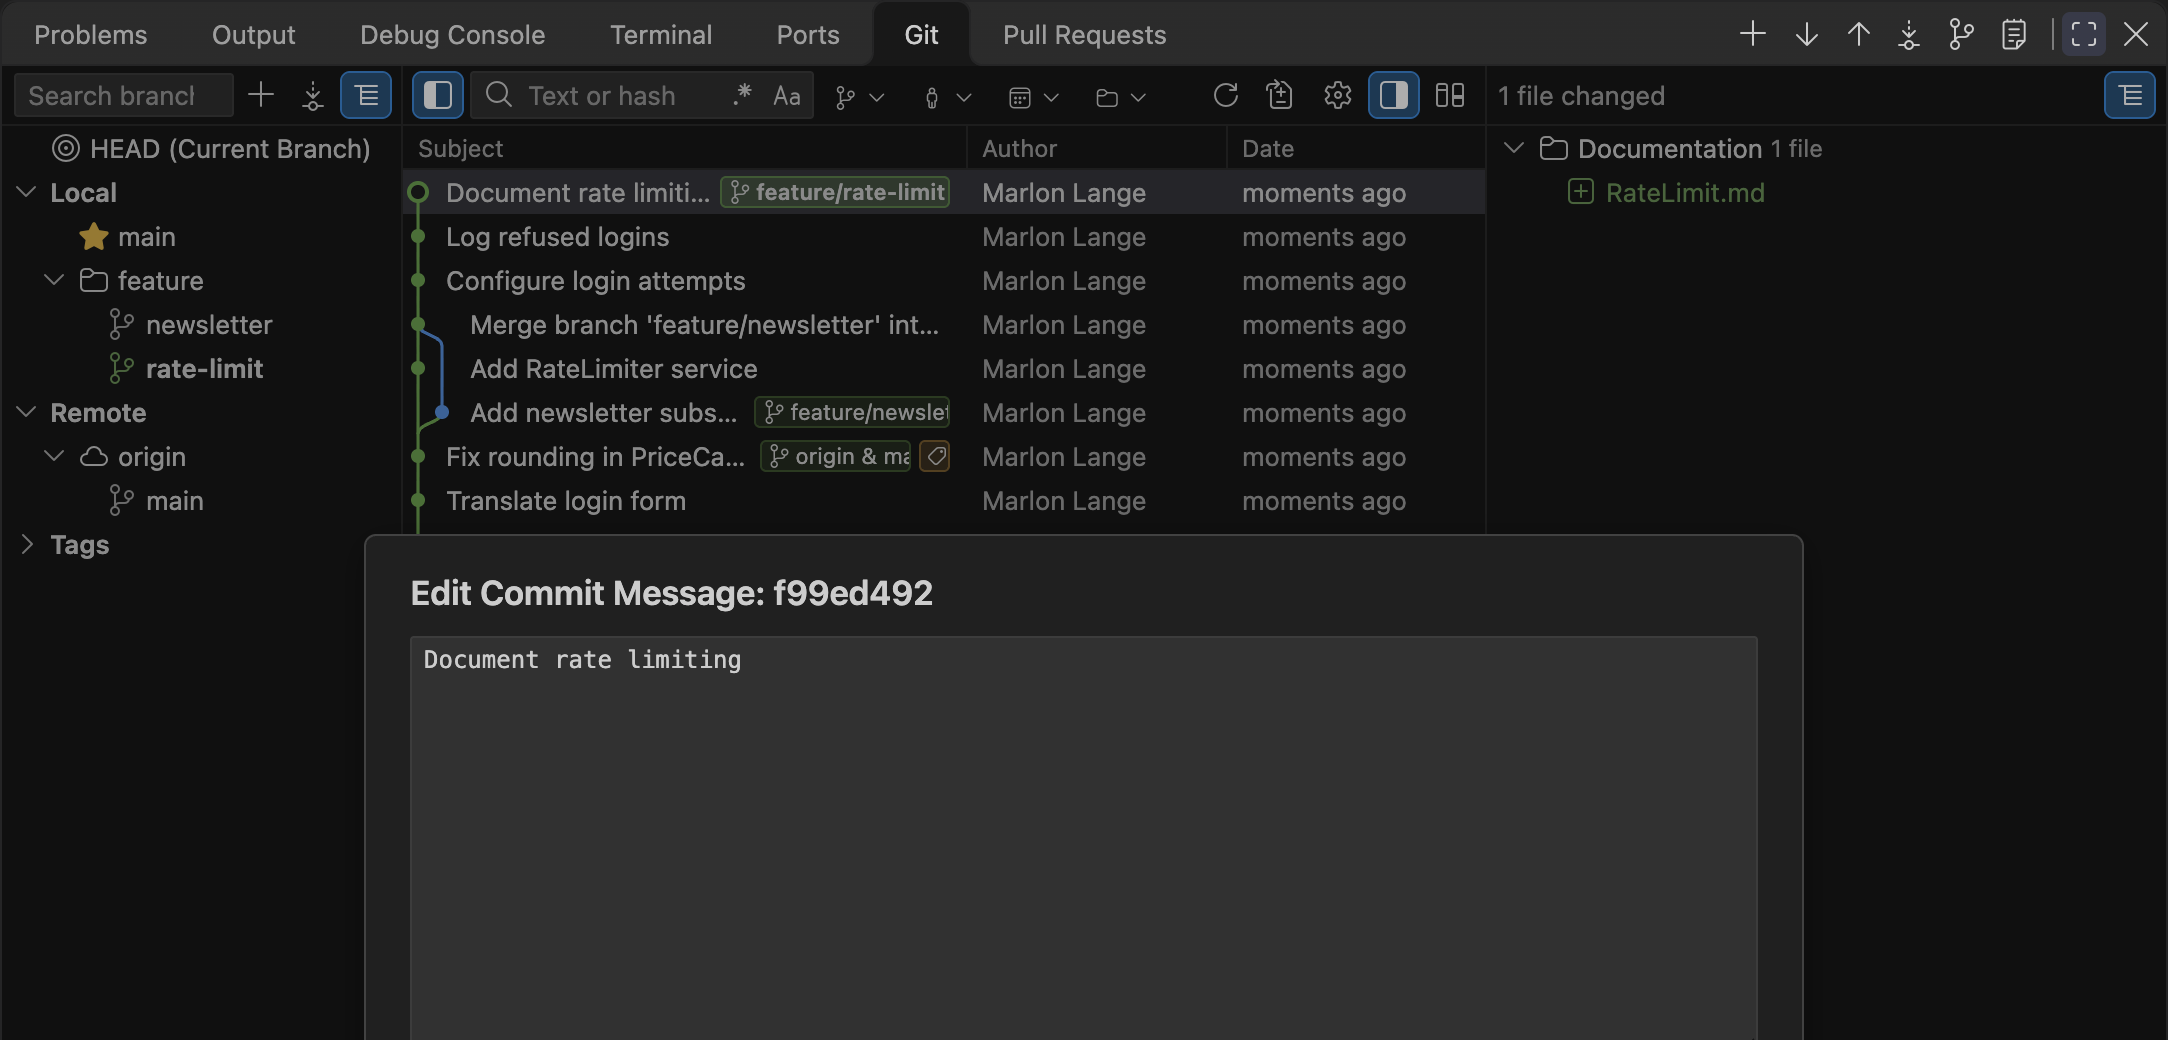 Problems Output Debug Console Terminal Ports Git Pull Requests
Search branch
Text or hash .* Aa
1 file changed
HEAD (Current Branch)
Local
main
feature
newsletter
rate-limit
Remote
origin
main
Tags
Subject Author Date
Document rate limiti... feature/rate-limit Marlon Lange moments ago
Log refused logins Marlon Lange moments ago
Configure login attempts Marlon Lange moments ago
Merge branch 'feature/newsletter' int... Marlon Lange moments ago
Add RateLimiter service Marlon Lange moments ago
Add newsletter subs... feature/newslet Marlon Lange moments ago
Fix rounding in PriceCa... origin & ma Marlon Lange moments ago
Translate login form Marlon Lange moments ago
Documentation 1 file
RateLimit.md
Edit Commit Message: f99ed492
Document rate limiting